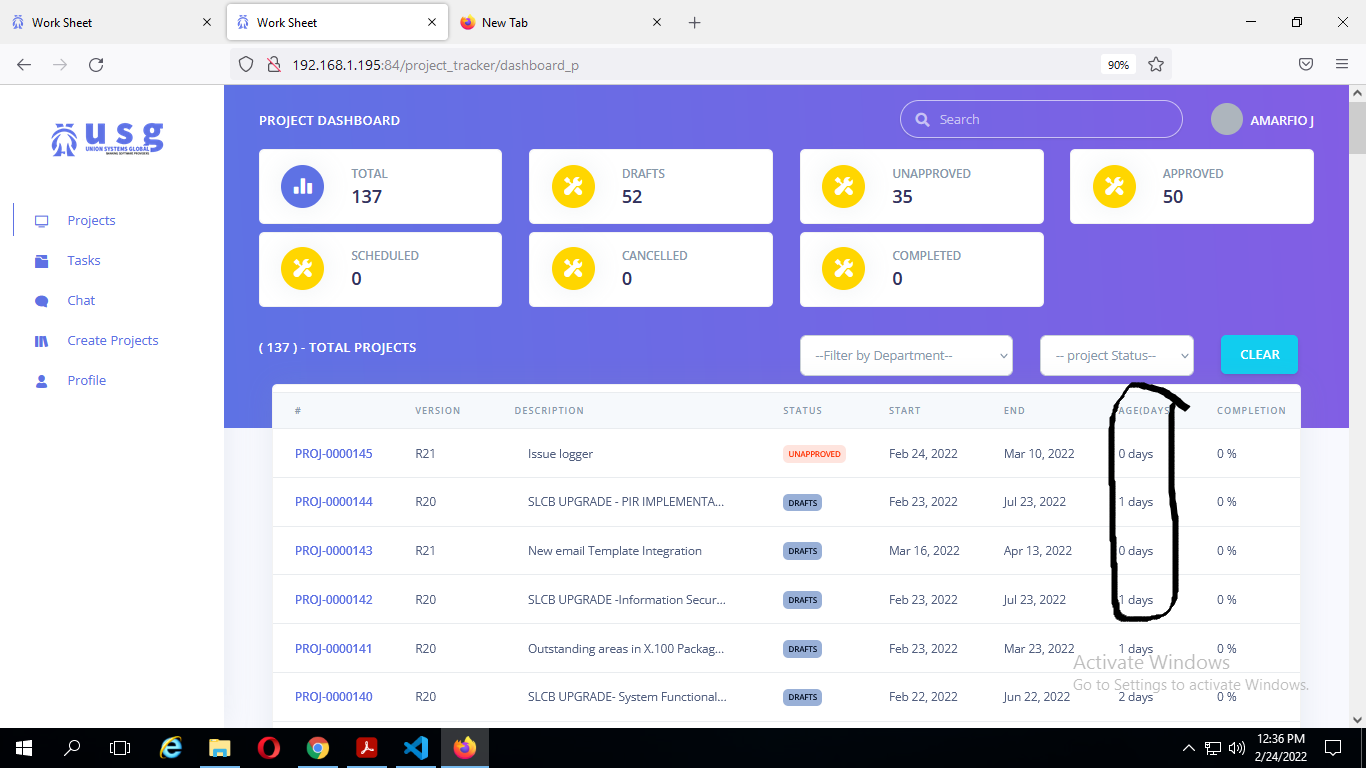 Work Sheet
Work Sheet
New Tab
192.168.1.195:84/project_tracker/dashboard_p
90%
usg
UNION SYSTEMS GLOBAL
PROJECT DASHBOARD
Search
AMARFIO J
TOTAL
137
DRAFTS
52
UNAPPROVED
35
APPROVED
50
SCHEDULED
0
CANCELLED
0
COMPLETED
0
Projects
Tasks
Chat
Create Projects
Profile
( 137 ) - TOTAL PROJECTS
--Filter by Department--
-- project Status--
CLEAR
# VERSION DESCRIPTION STATUS START END AGE(DAYS COMPLETION
PROJ-0000145 R21 Issue logger UNAPPROVED Feb 24, 2022 Mar 10, 2022 0 days 0 %
PROJ-0000144 R20 SLCB UPGRADE - PIR IMPLEMENTA... DRAFTS Feb 23, 2022 Jul 23, 2022 1 days 0 %
PROJ-0000143 R21 New email Template Integration DRAFTS Mar 16, 2022 Apr 13, 2022 0 days 0 %
PROJ-0000142 R20 SLCB UPGRADE -Information Secur... DRAFTS Feb 23, 2022 Jul 23, 2022 1 days 0 %
PROJ-0000141 R20 Outstanding areas in X.100 Packag... DRAFTS Feb 23, 2022 Mar 23, 2022 1 days 0 %
PROJ-0000140 R20 SLCB UPGRADE- System Functional... DRAFTS Feb 22, 2022 Jun 22, 2022 2 days 0 %
Activate Windows
Go to Settings to activate Windows.
12:36 PM
2/24/2022